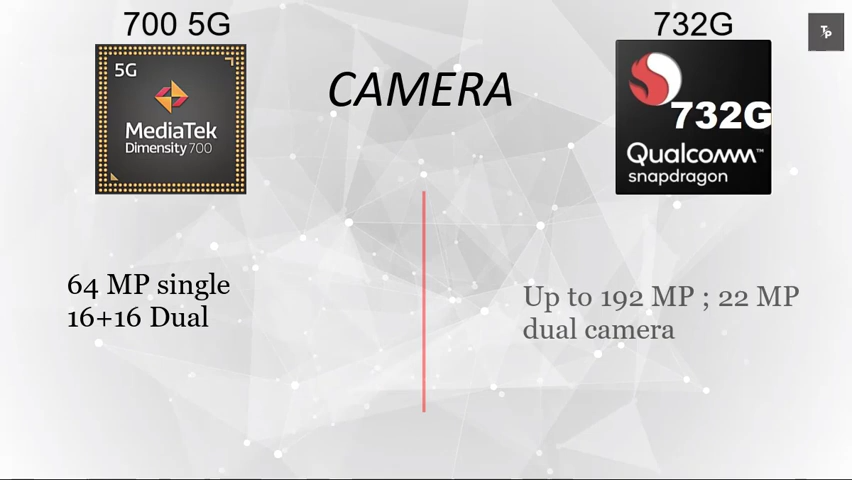 700 5G
732G
TP
5G
MediaTek
Dimensity 700
CAMERA
732G
Qualcomm™
snapdragon
64 MP single
16+16 Dual
Up to 192 MP ; 22 MP
dual camera